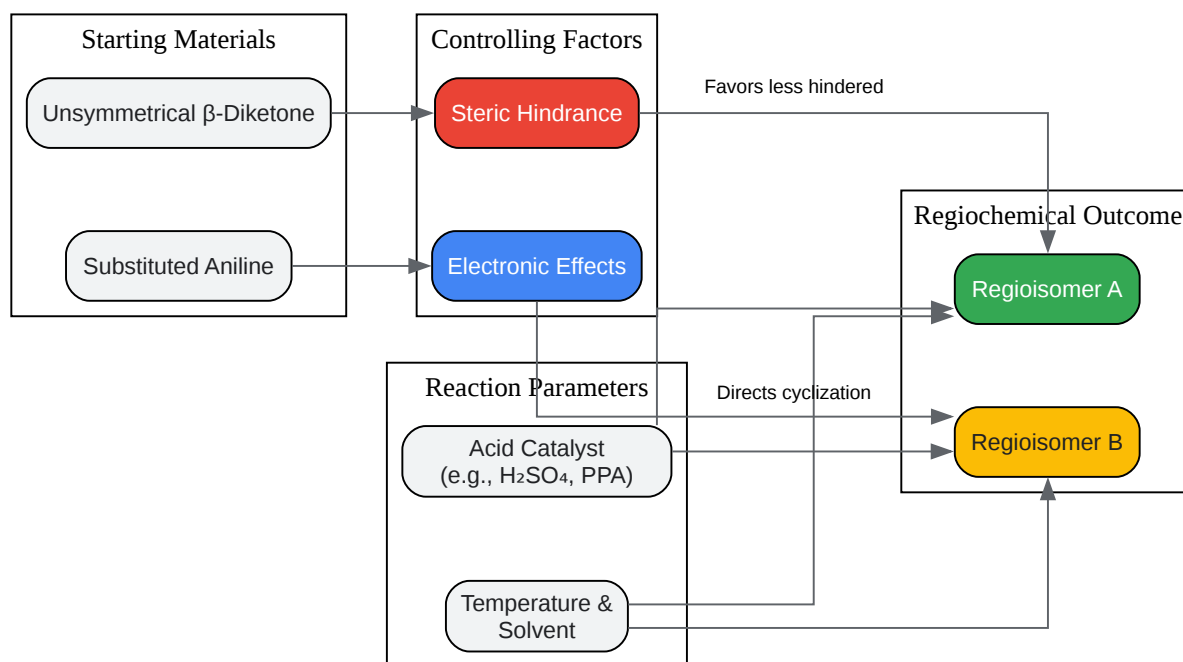 Starting Materials
Unsymmetrical β-Diketone
Substituted Aniline
Controlling Factors
Steric Hindrance
Electronic Effects
Favors less hindered
Regiochemical Outcome
Regioisomer A
Regioisomer B
Reaction Parameters
Directs cyclization
Acid Catalyst
(e.g., H₂SO₄, PPA)
Temperature &
Solvent